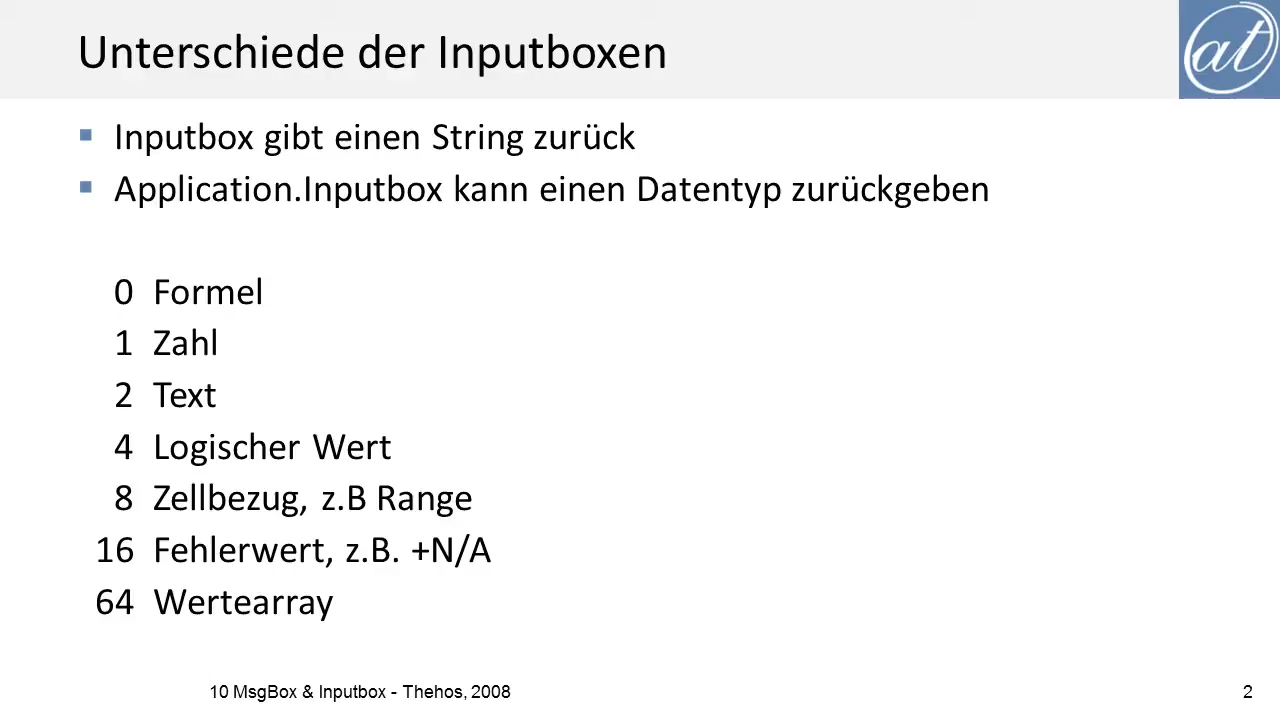 Unterschiede der Inputboxen
at
Inputbox gibt einen String zurück
Application.Inputbox kann einen Datentyp zurückgeben
0 Formel
1 Zahl
2 Text
4 Logischer Wert
8 Zellbezug, z.B Range
16 Fehlerwert, z.B. +N/A
64 Wertearray
10 MsgBox & Inputbox - Thehos, 2008
2